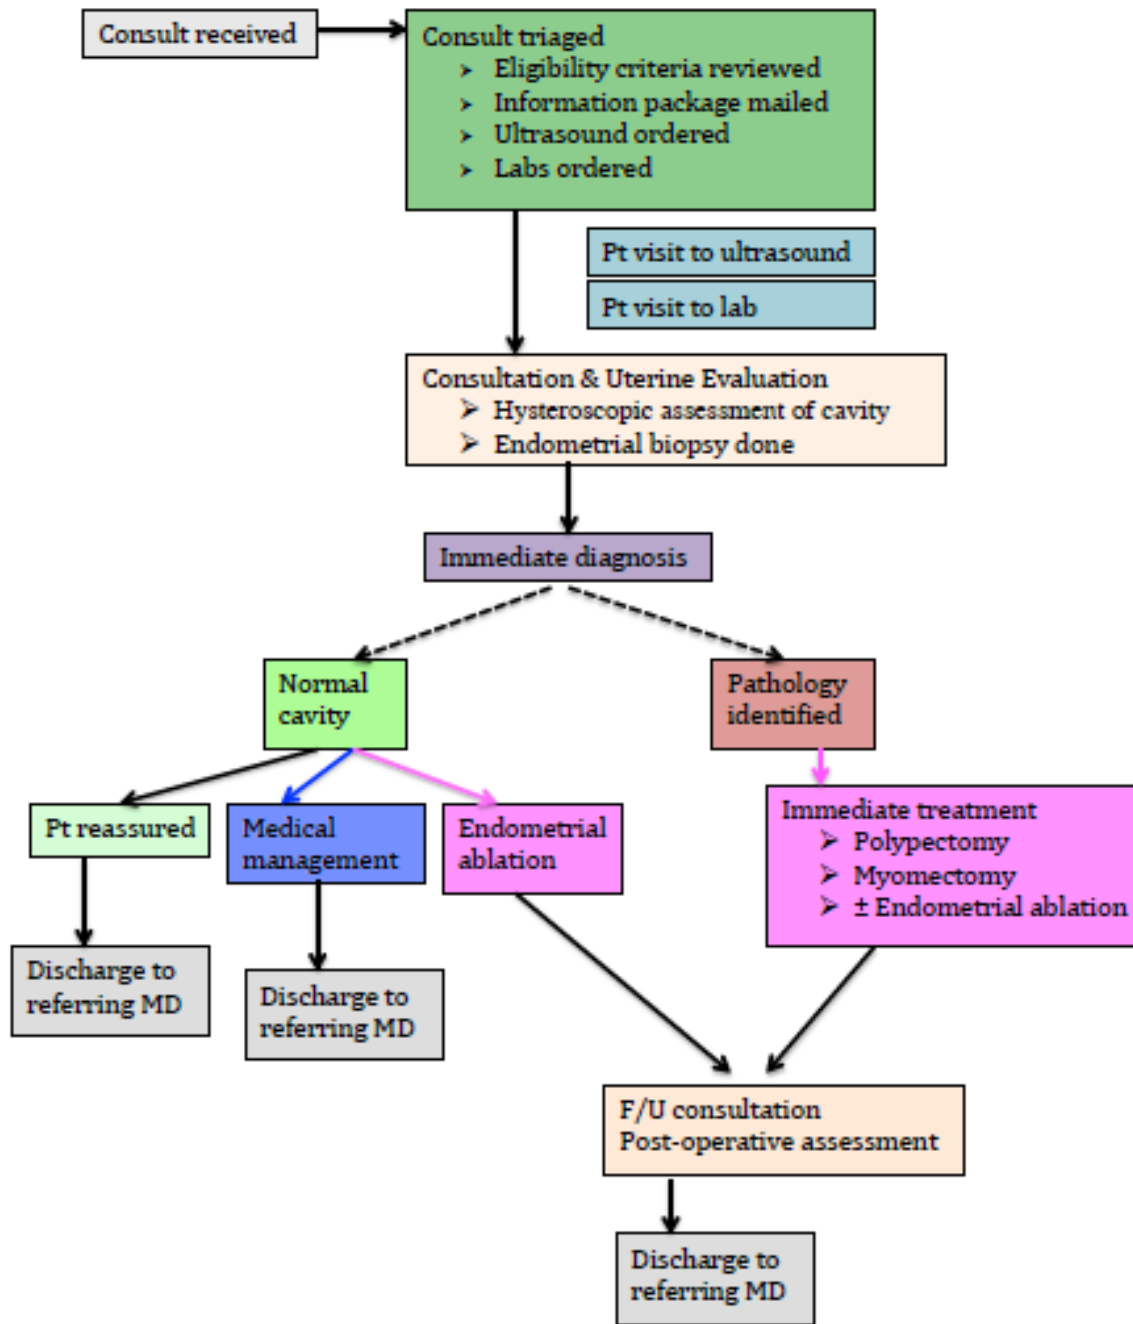 Consult received
Consult triaged
➢ Eligibility criteria reviewed
➢ Information package mailed
➢ Ultrasound ordered
➢ Labs ordered
Pt visit to ultrasound
Pt visit to lab
Consultation & Uterine Evaluation
➢ Hysteroscopic assessment of cavity
➢ Endometrial biopsy done
Immediate diagnosis
Normal
cavity
Pathology
identified
Pt reassured
Medical
management
Endometrial
ablation
Immediate treatment
➢ Polypectomy
➢ Myomectomy
➢ ± Endometrial ablation
Discharge to
referring MD
Discharge to
referring MD
F/U consultation
Post-operative assessment
Discharge to
referring MD